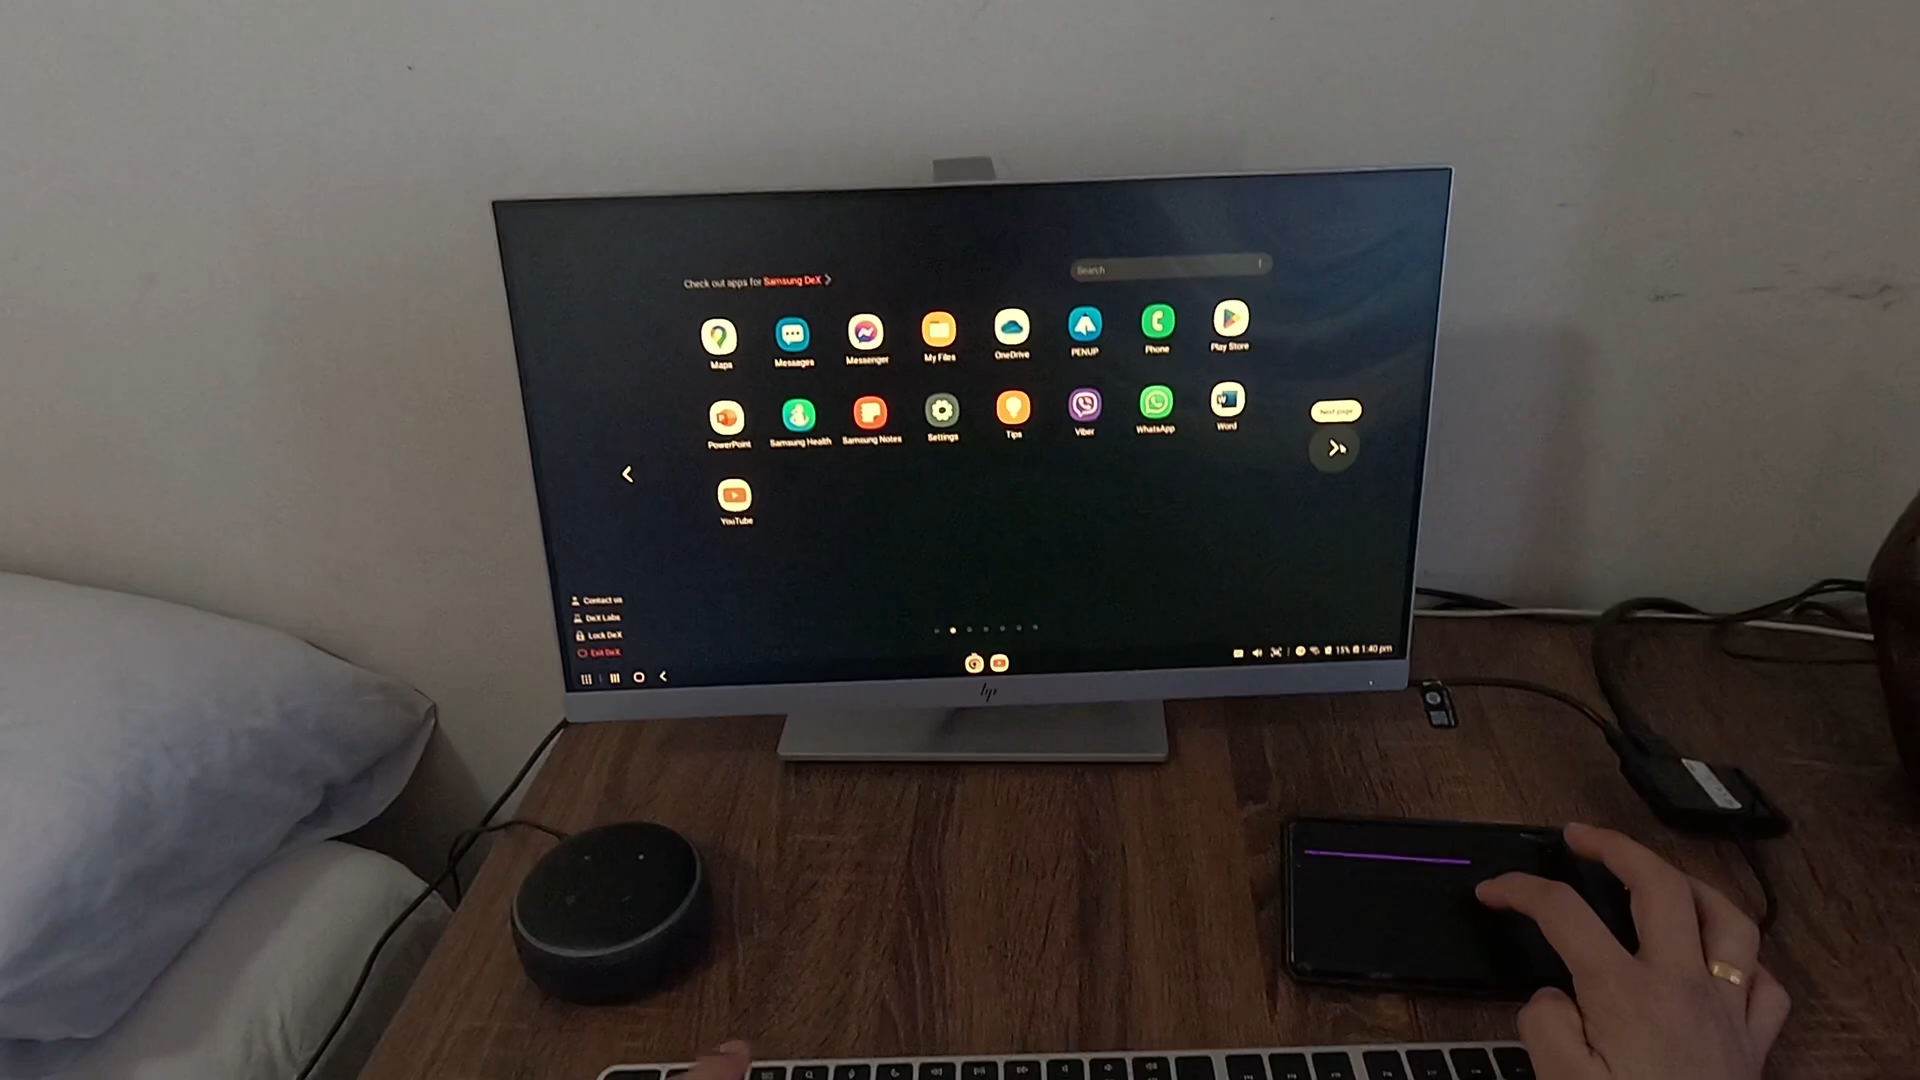 Check out apps for Samsung DeX
Search
Maps
Messages
Messenger
My Files
OneDrive
PENUP
Phone
Play Store
PowerPoint
Samsung Health
Samsung Notes
Settings
Tips
Viber
WhatsApp
Word
Next page
YouTube
Contact us
DeX Labs
Lock DeX
Exit DeX
15% 1:40 pm
hp